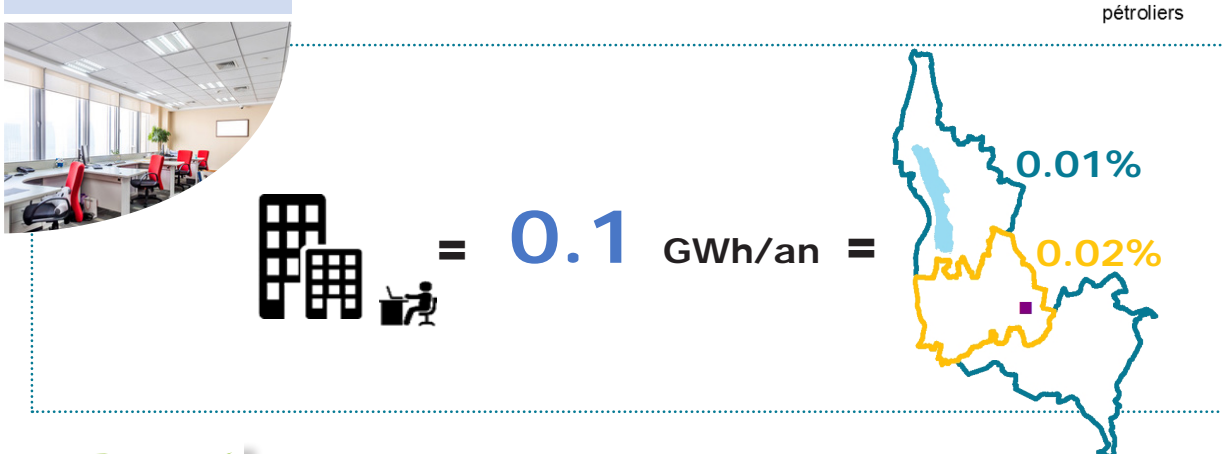 pétroliers
0.01%
= 0.1 GWh/an =
0.02%